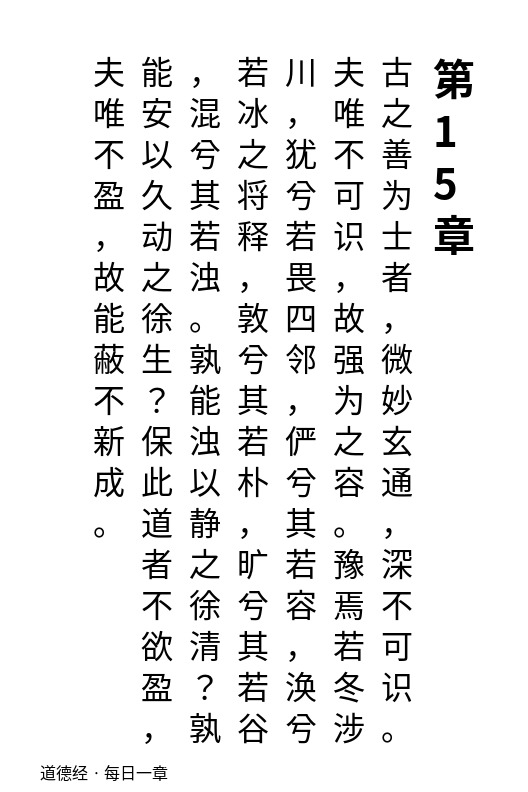 第15章
古之善为士者，微妙玄通，深不可识。
夫唯不可识，故强为之容。豫焉若冬涉
川，犹兮若畏四邻，俨兮其若容，涣兮
若冰之将释，敦兮其若朴，旷兮其若谷
，混兮其若浊。孰能浊以静之徐清？孰
能安以久动之徐生？保此道者不欲盈，
夫唯不盈，故能蔽不新成。
道德经 · 每日一章